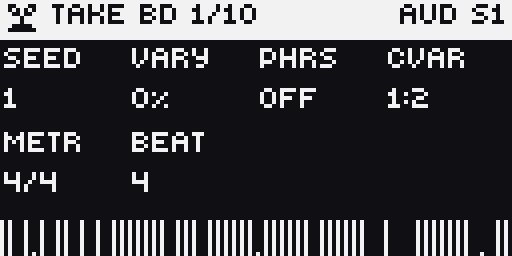 TAKE BD 1/10 AUD S1
SEED VARY PHRS CVAR
1 0% OFF 1:2
METR BEAT
4/4 4